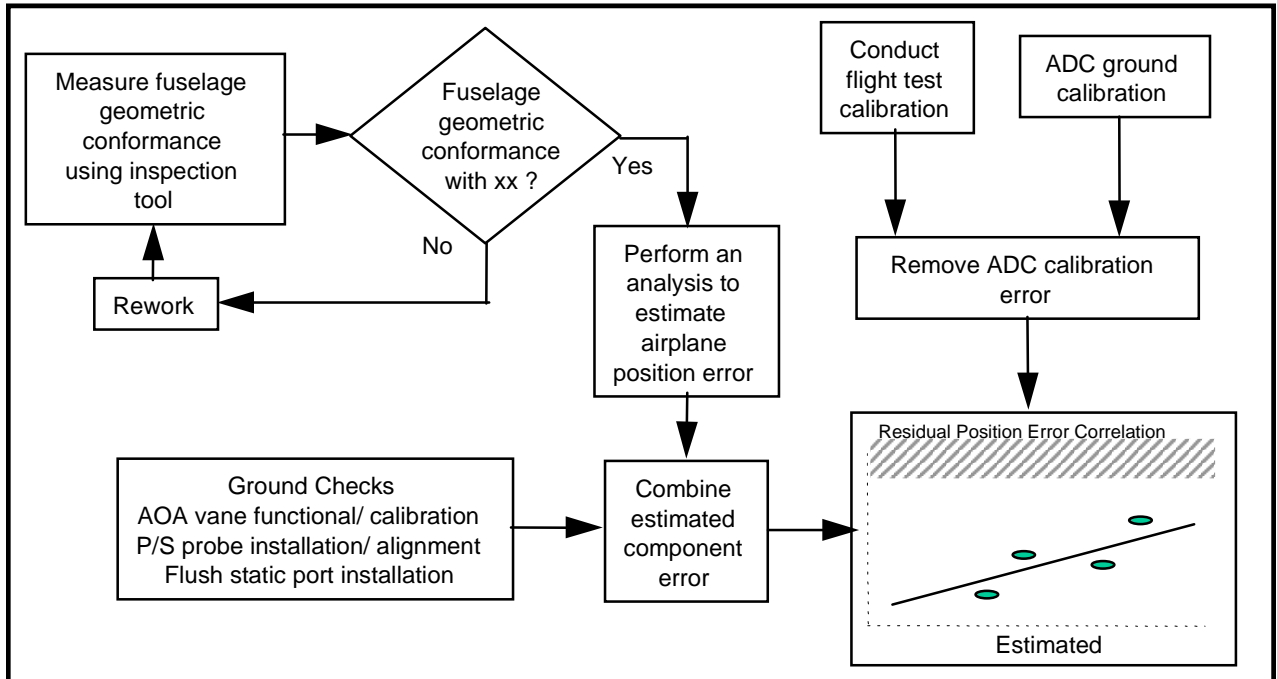 Measure fuselage
geometric
conformance
using inspection
tool
Fuselage
geometric
conformance
with xx ?
Yes
No
Rework
Perform an
analysis to
estimate
airplane
position error
Conduct
flight test
calibration
ADC ground
calibration
Remove ADC calibration
error
Ground Checks
AOA vane functional/ calibration
P/S probe installation/ alignment
Flush static port installation
Combine
estimated
component
error
Residual Position Error Correlation
Estimated